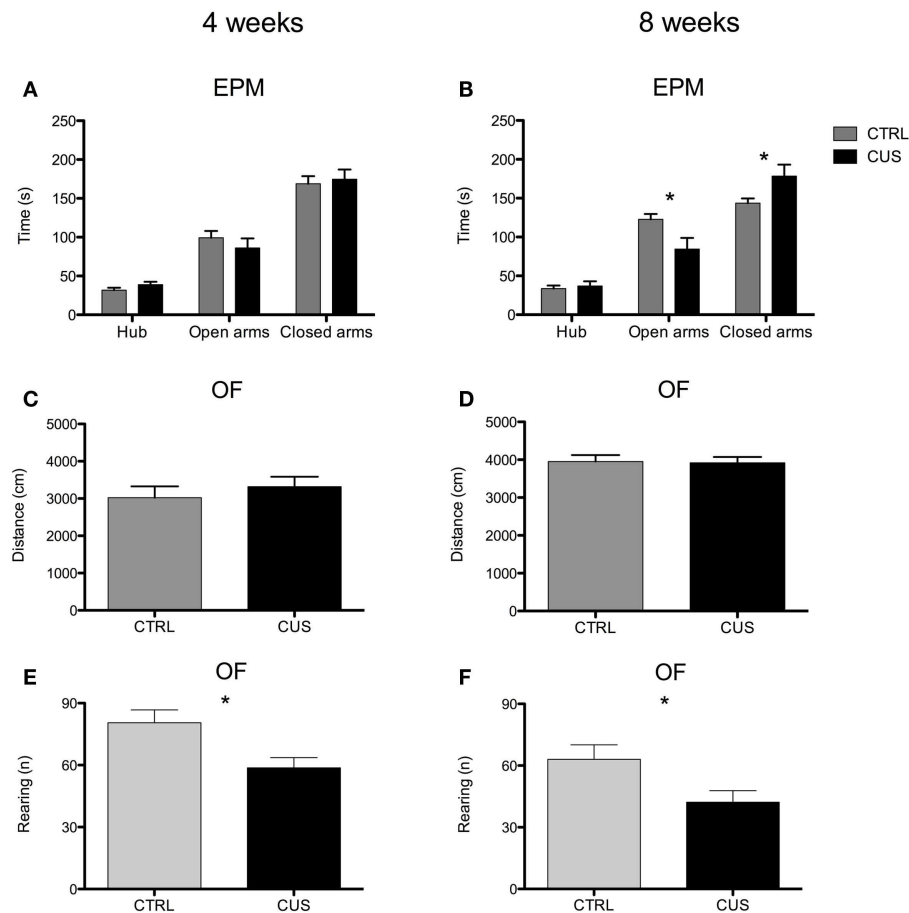 4 weeks
8 weeks
A
EPM
250
200
150
100
50
0
Time (s)
Hub
Open arms
Closed arms
B
EPM
250
200
150
100
50
0
Time (s)
*
*
Hub
Open arms
Closed arms
CTRL
CUS
C
OF
5000
4000
3000
2000
1000
0
Distance (cm)
CTRL
CUS
D
OF
5000
4000
3000
2000
1000
0
Distance (cm)
CTRL
CUS
E
OF
*
90
60
30
0
Rearing (n)
CTRL
CUS
F
OF
*
90
60
30
0
Rearing (n)
CTRL
CUS